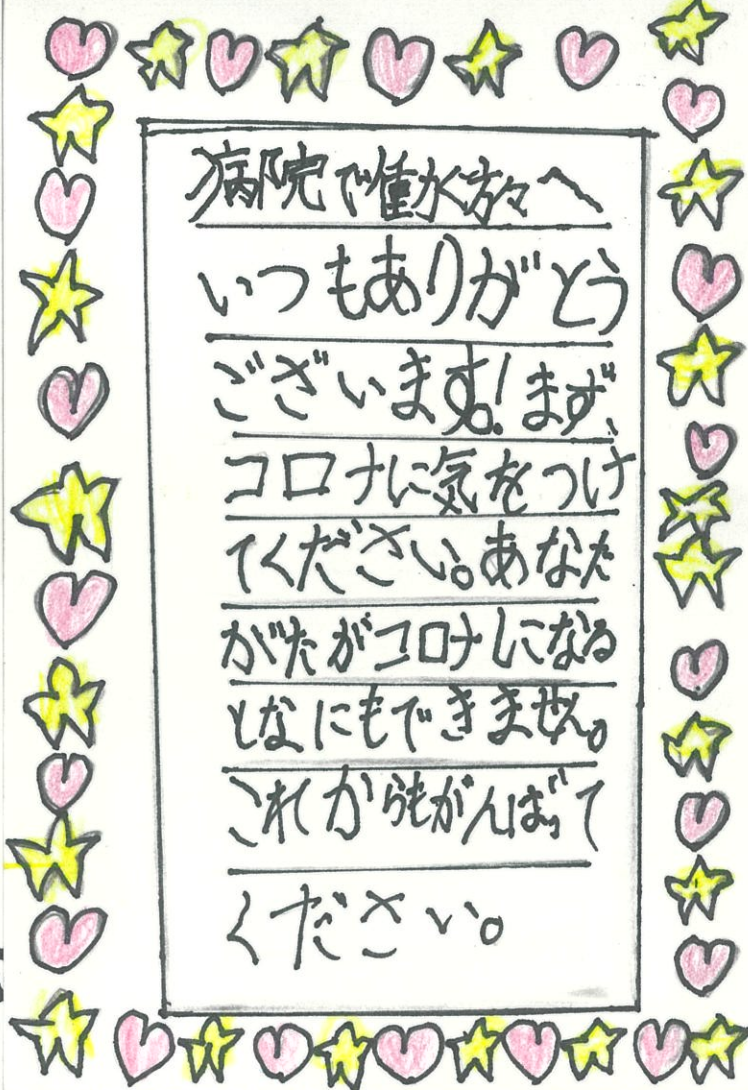 病院で働く方々へ
いつもありがとう
ございます!まず、
コロナに気をつけ
てください。あなた
がたがコロナになる
となにもできません。
これからもがんばって
ください。